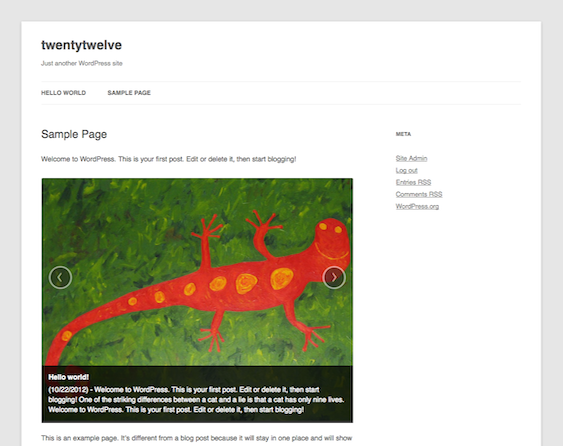 twentytwelve
Just another WordPress site
HELLO WORLD
SAMPLE PAGE
Sample Page
Welcome to WordPress. This is your first post. Edit or delete it, then start blogging!
Hello world!
(10/22/2012) - Welcome to WordPress. This is your first post. Edit or delete it, then start
blogging! One of the striking differences between a cat and a lie is that a cat has only nine lives.
Welcome to WordPress. This is your first post. Edit or delete it, then start blogging!
This is an example page. It's different from a blog post because it will stay in one place and will show
META
Site Admin
Log out
Entries RSS
Comments RSS
WordPress.org